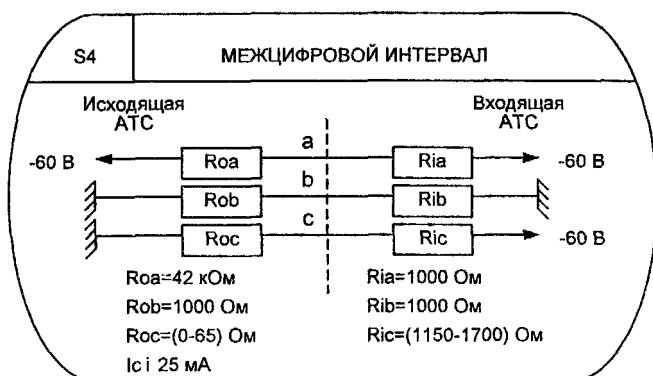 S4
МЕЖЦИФРОВОЙ ИНТЕРВАЛ
Исходящая
АТС
Входящая
АТС
-60 В
Roa
a
Ria
-60 В
Rob
b
Rib
Roc
c
Ric
-60 В
Roa=42 кОм
Ria=1000 Ом
Rob=1000 Ом
Rib=1000 Ом
Roc=(0-65) Ом
Ric=(1150-1700) Ом
Ic i 25 мА